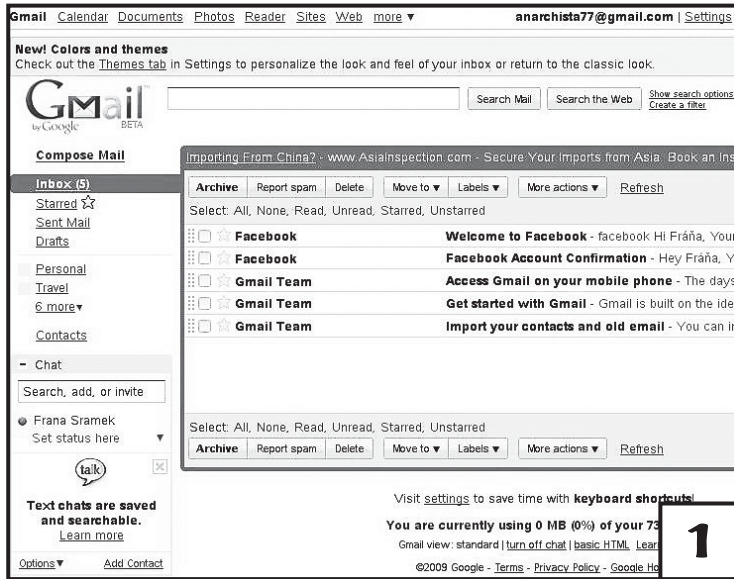 Gmail Calendar Documents Photos Reader Sites Web more ▼ anarchista77@gmail.com | Settings
New! Colors and themes
Check out the Themes tab in Settings to personalize the look and feel of your inbox or return to the classic look.
Gmail
by Google BETA
Search Mail Search the Web Show search options
Create a filter
Compose Mail
Inbox (5)
Starred ☆
Sent Mail
Drafts
Personal
Travel
6 more▼
Contacts
– Chat
Search, add, or invite
Frana Sramek
Set status here ▼
talk
Text chats are saved
and searchable.
Learn more
Options▼ Add Contact
Importing From China? - www.AsiaInspection.com - Secure Your Imports from Asia. Book an Ins
Archive Report spam Delete Move to ▼ Labels ▼ More actions ▼ Refresh
Select: All, None, Read, Unread, Starred, Unstarred
Facebook Welcome to Facebook - facebook Hi Fráňa, Your
Facebook Facebook Account Confirmation - Hey Fráňa, Y
Gmail Team Access Gmail on your mobile phone - The days
Gmail Team Get started with Gmail - Gmail is built on the ide
Gmail Team Import your contacts and old email - You can in
Select: All, None, Read, Unread, Starred, Unstarred
Archive Report spam Delete Move to ▼ Labels ▼ More actions ▼ Refresh
Visit settings to save time with keyboard shortcuts!
You are currently using 0 MB (0%) of your 73
Gmail view: standard | turn off chat | basic HTML Lear
©2009 Google - Terms - Privacy Policy - Google Ho
1